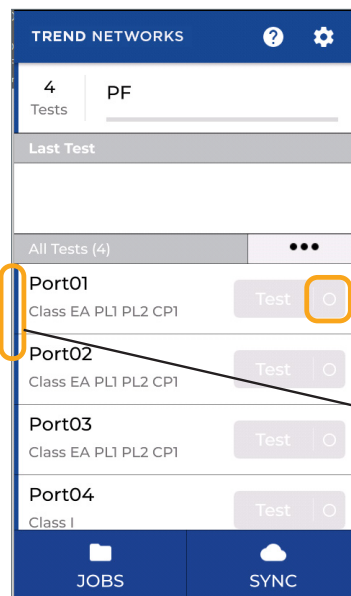 TREND NETWORKS ?
4 PF
Tests
Last Test
All Tests (4) •••
Port01
Class EA PL1 PL2 CP1
Test
Port02
Class EA PL1 PL2 CP1
Test
Port03
Class EA PL1 PL2 CP1
Test
Port04
Class I
Test
JOBS SYNC